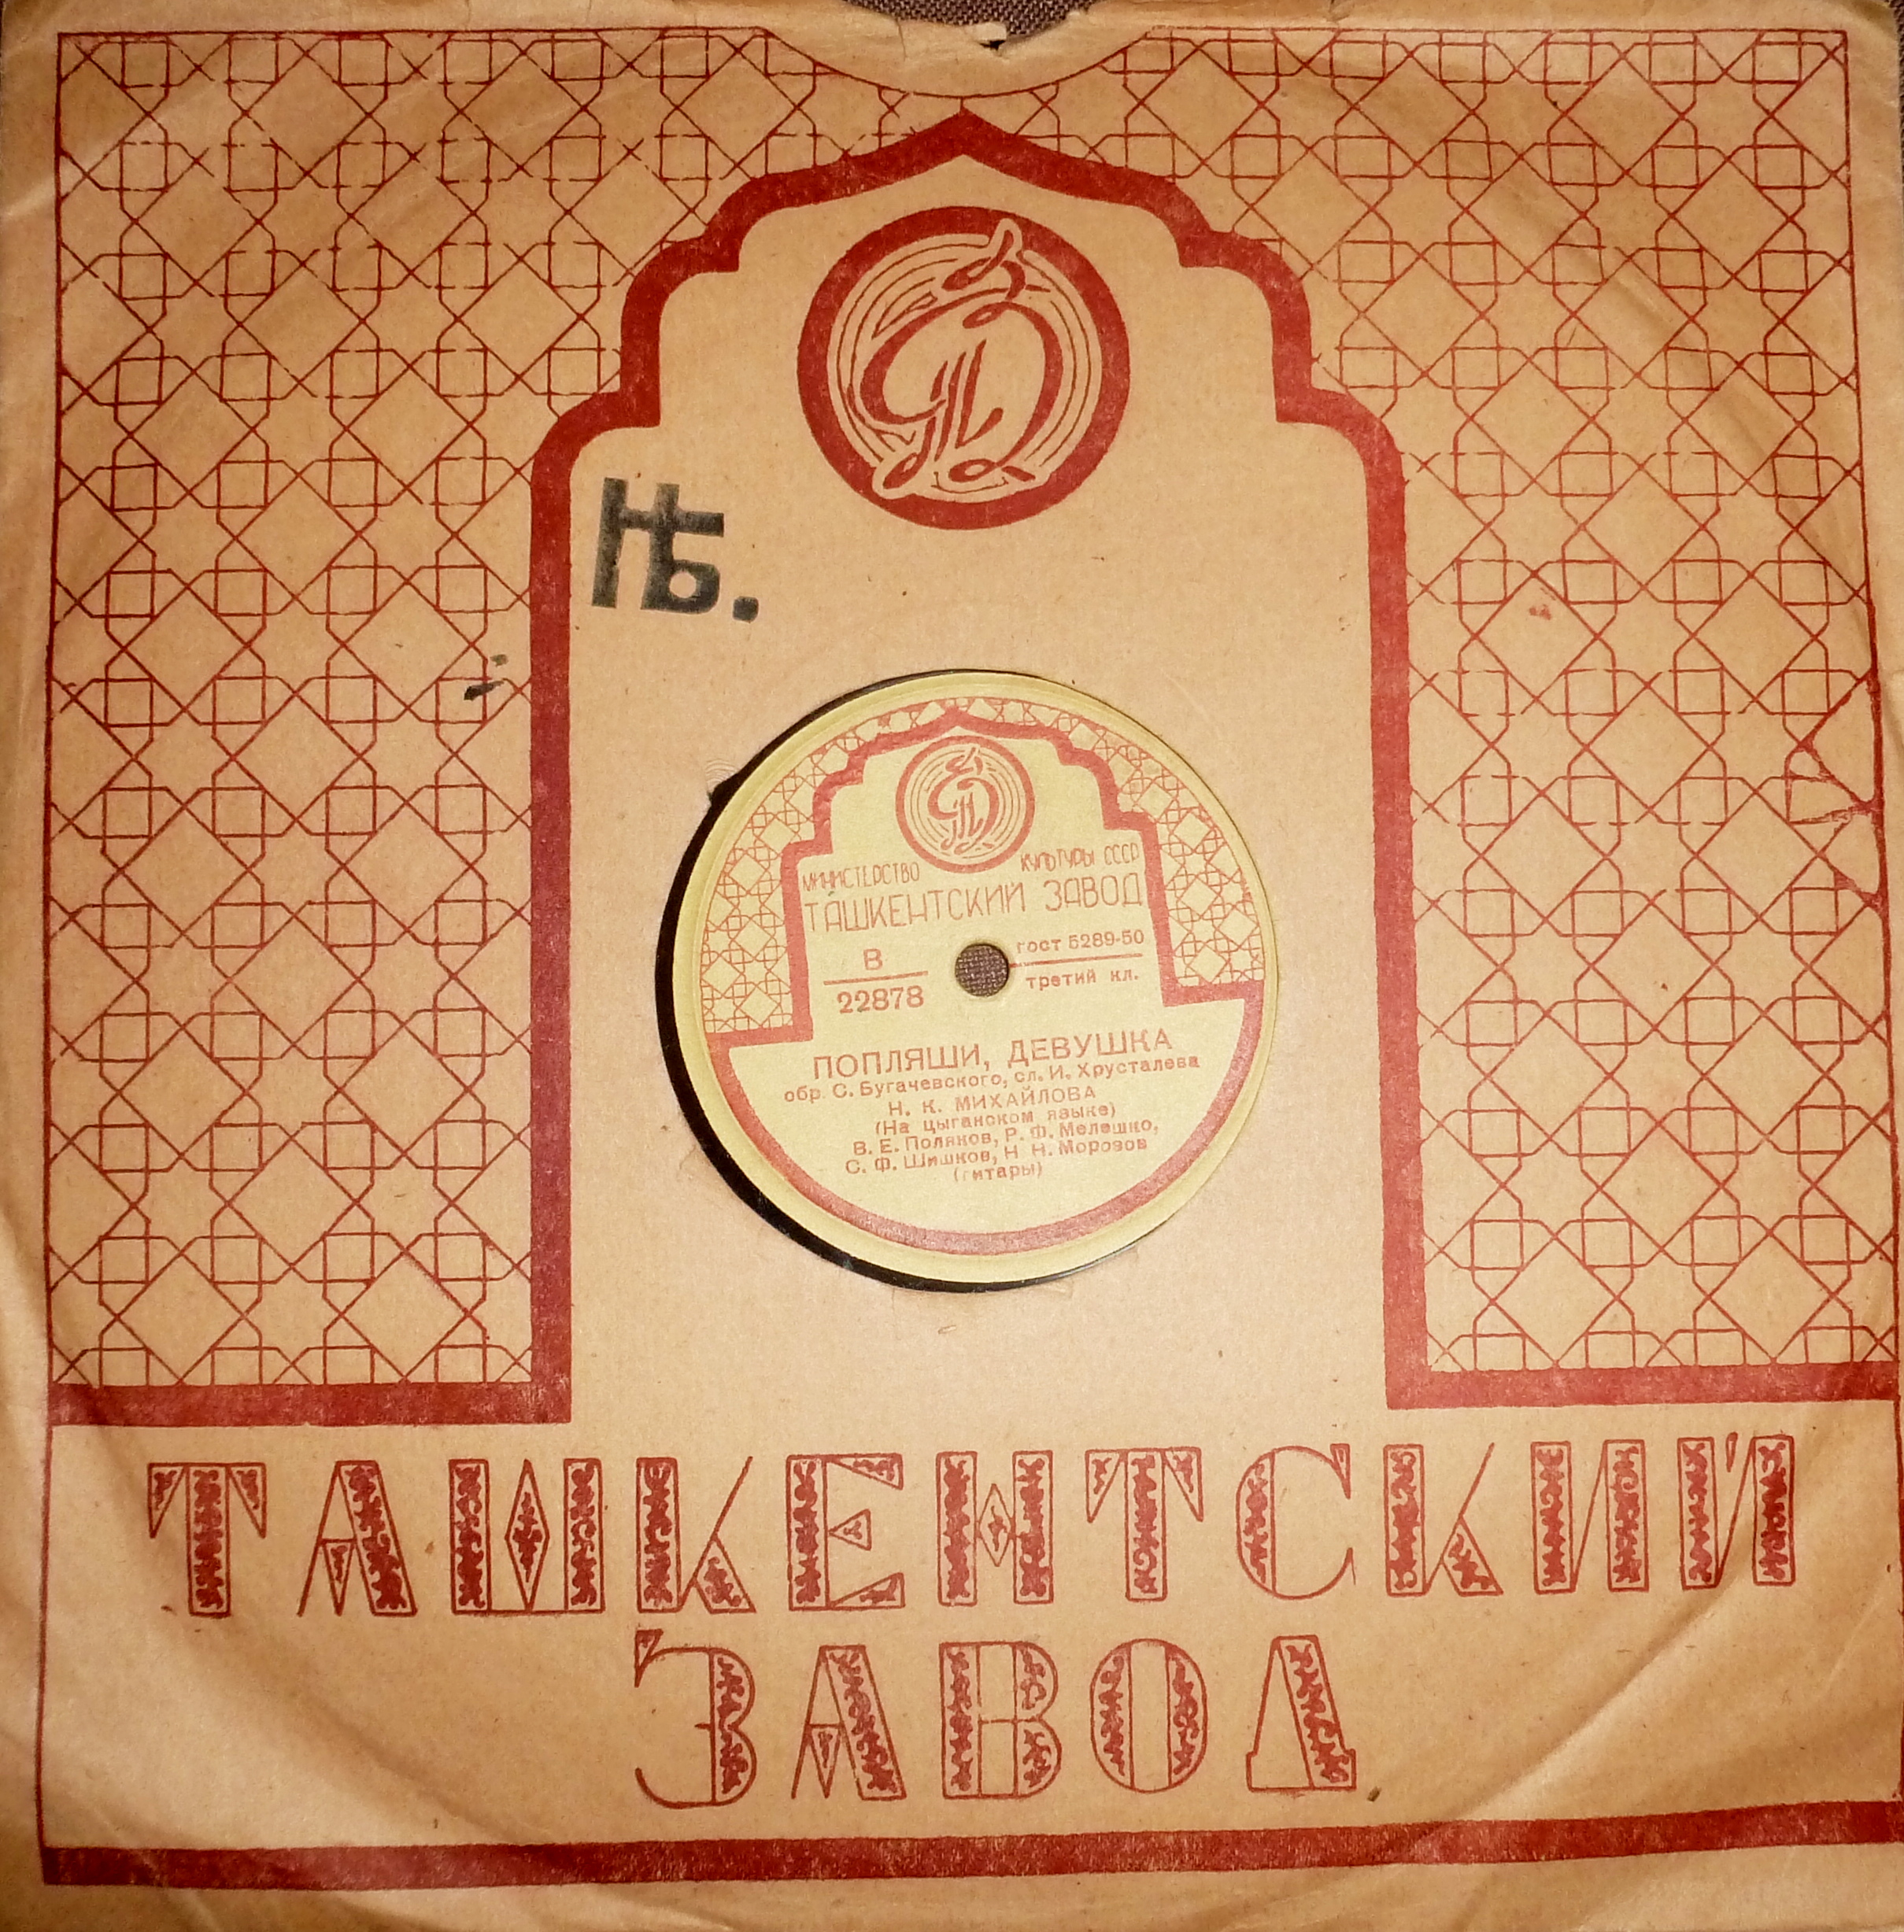 Нѣ.
МИНИСТЕРСТВО КУЛЬТУРЫ СССР
ТАШКЕНТСКИЙ ЗАВОД
В
22878
гост 5289-50
третий кл.
ПОПЛЯШИ, ДЕВУШКА
обр. С. Бугачевского, сл. И. Хрусталева
Н. К. МИХАЙЛОВА
(На цыганском языке)
В. Е. Поляков, Р. Ф. Мелешко,
С. Ф. Шишков, Н Н. Морозов
(гитары)
ТАШКЕНТСКИЙ
ЗАВОД